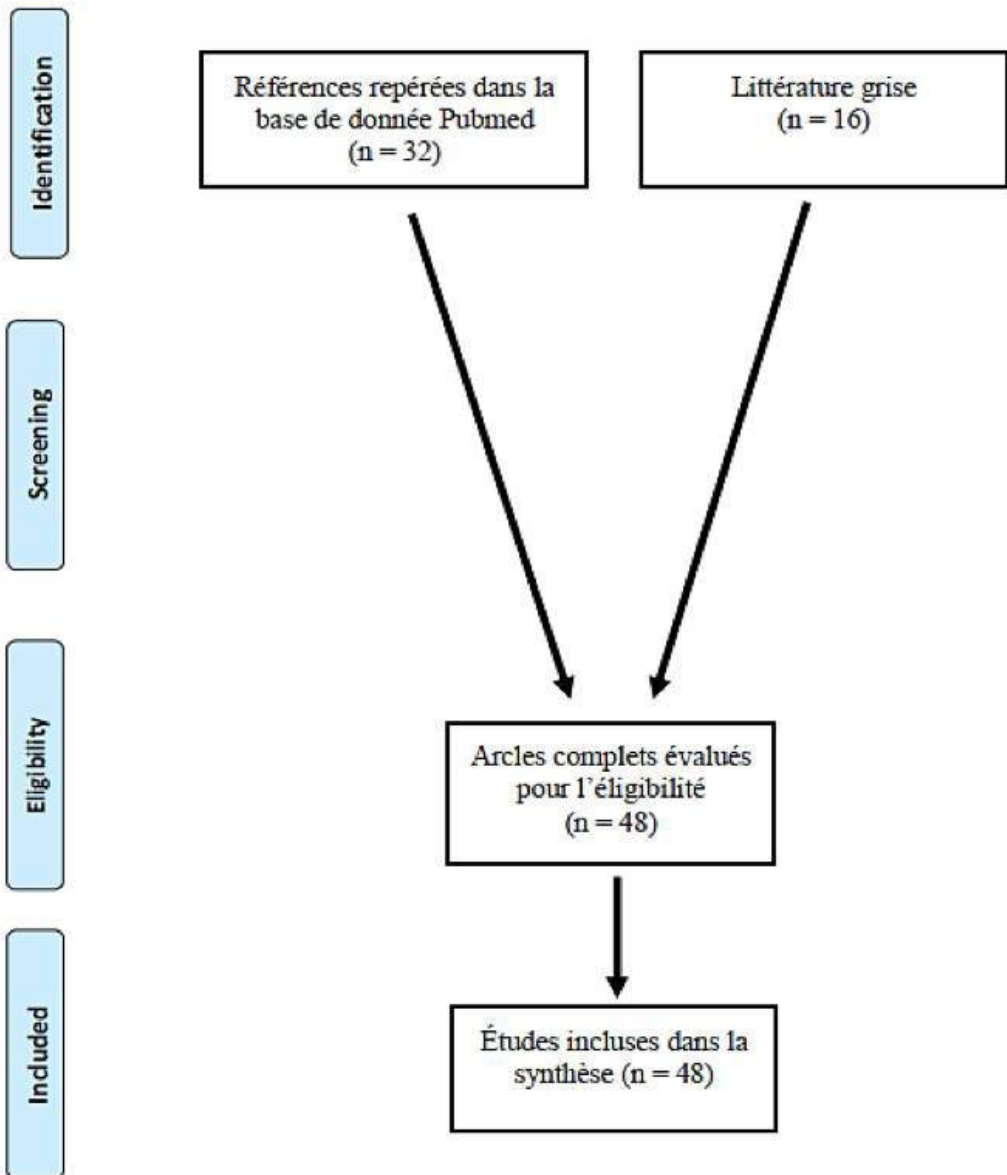 Identification
Références repérées dans la
base de donnée Pubmed
(n = 32)
Littérature grise
(n = 16)
Screening
Eligibility
Arcles complets évalués
pour l'éligibilité
(n = 48)
Included
Études incluses dans la
synthèse (n = 48)